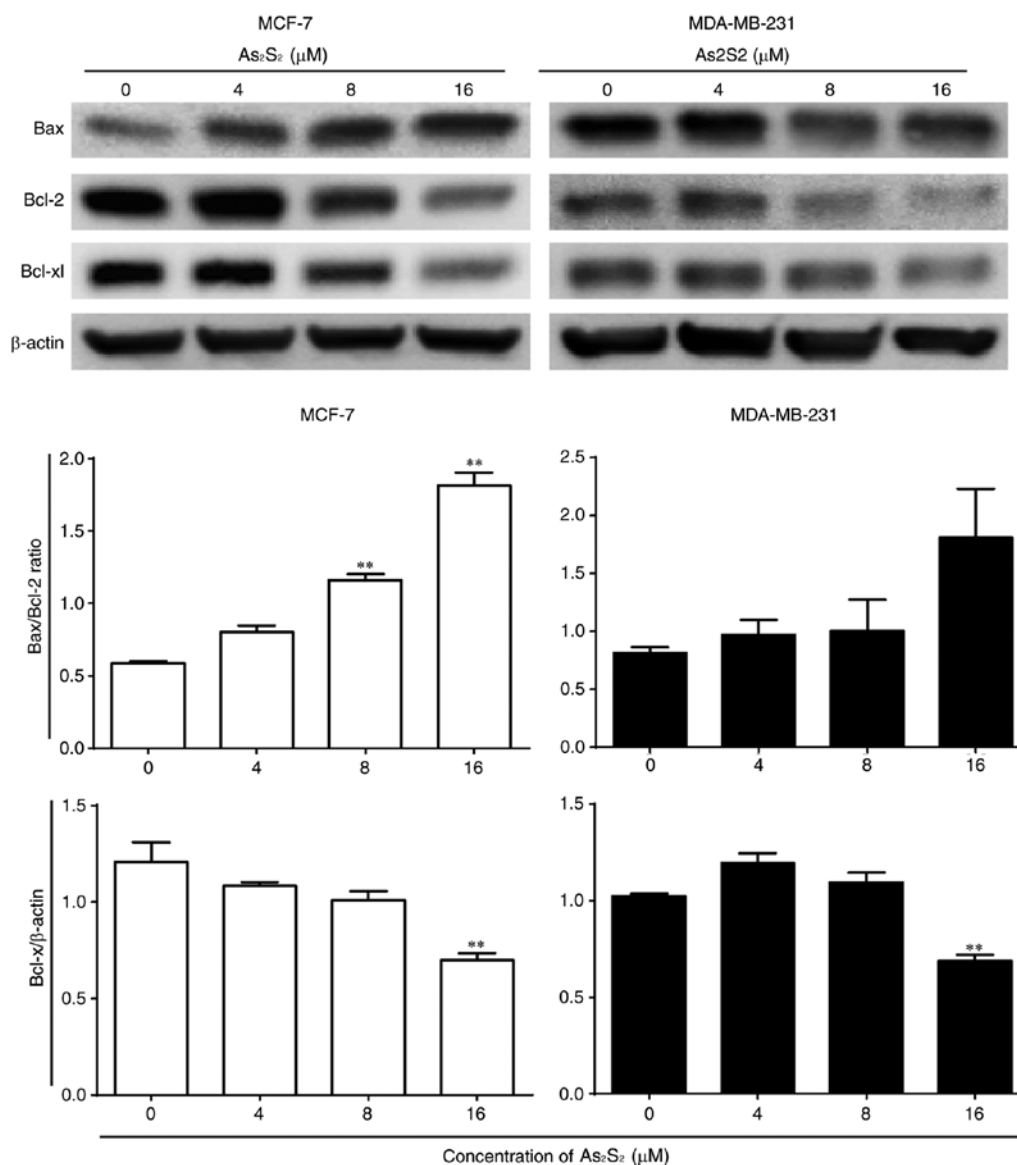 MCF-7 MDA-MB-231
As₂S₂ (μM) As2S2 (μM)
0 4 8 16 0 4 8 16
Bax
Bcl-2
Bcl-xl
β-actin
MCF-7 MDA-MB-231
Bax/Bcl-2 ratio
2.0
1.5
1.0
0.5
0.0
** **
0 4 8 16
2.5
2.0
1.5
1.0
0.5
0.0
0 4 8 16
Bcl-x/β-actin
1.5
1.0
0.5
0.0
**
0 4 8 16
1.5
1.0
0.5
0.0
**
0 4 8 16
Concentration of As₂S₂ (μM)